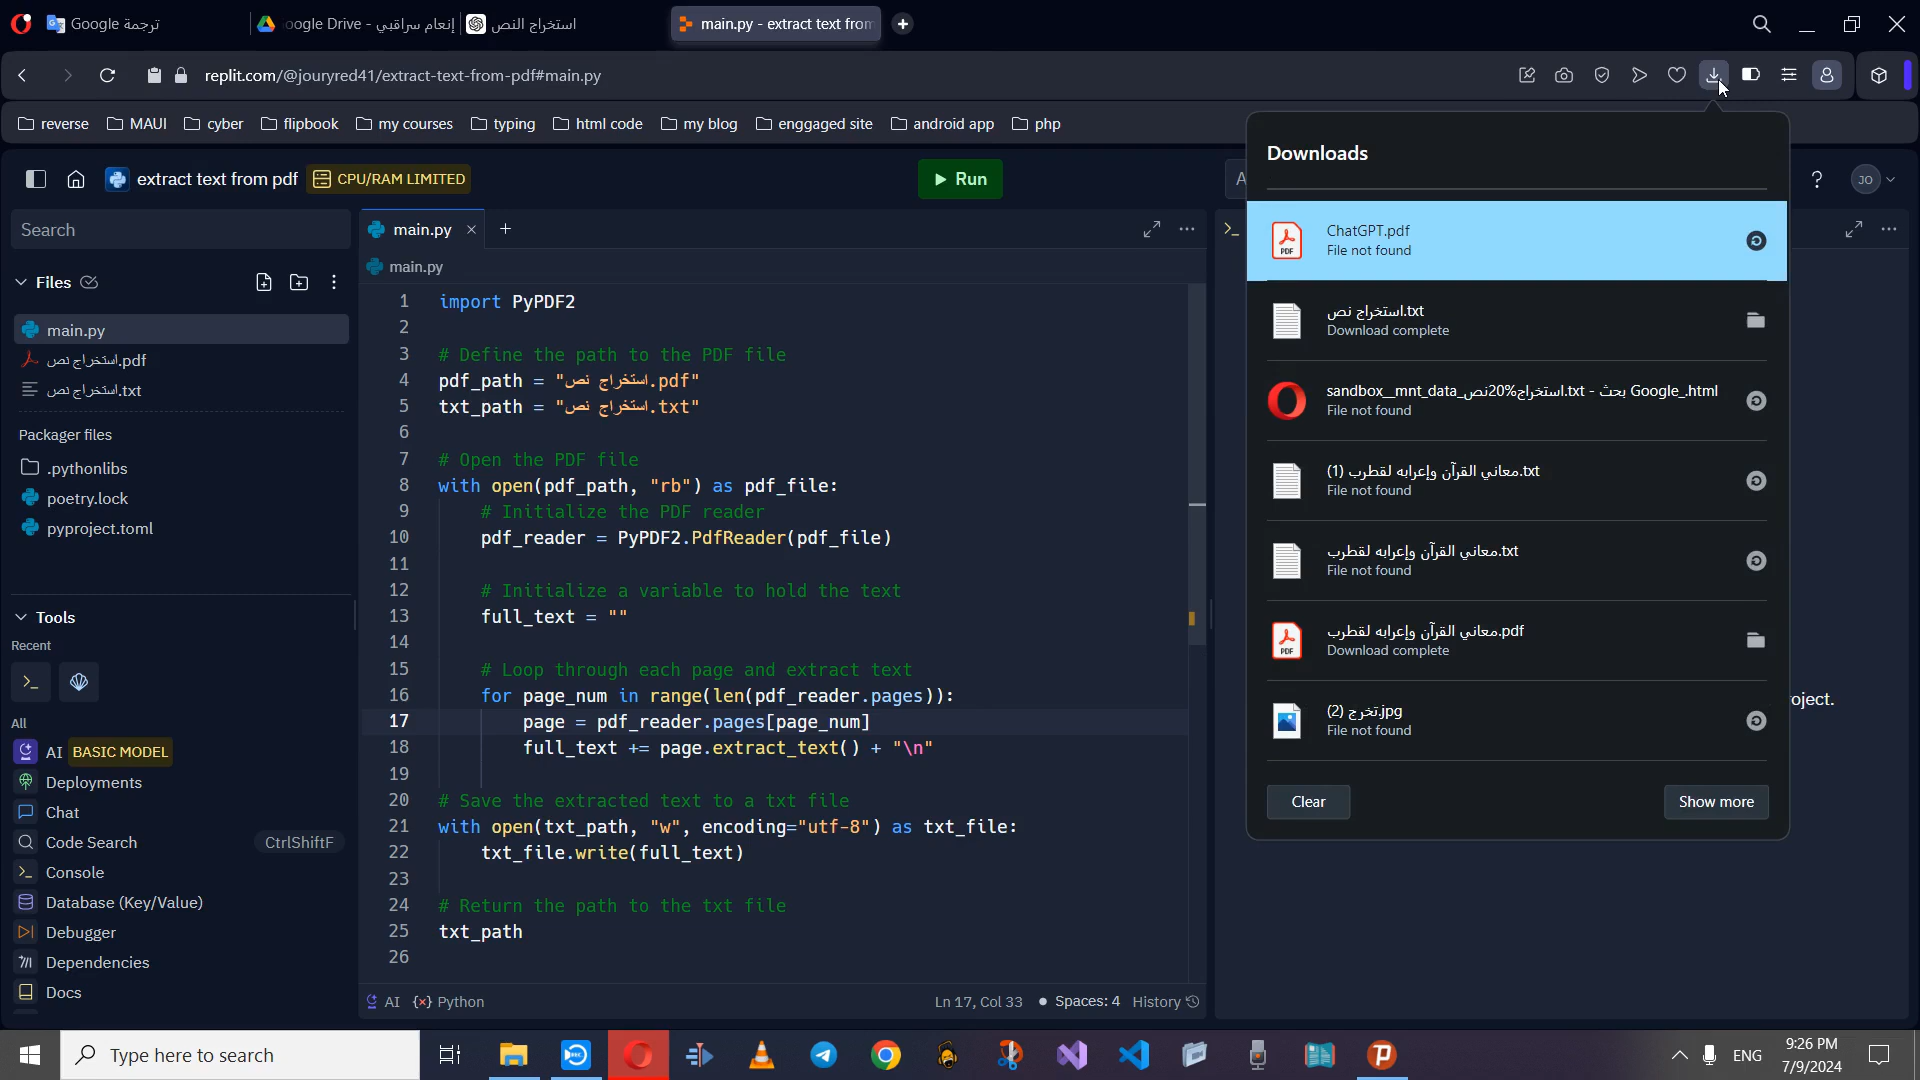 ترجمة Google
إنعام سراقبي - Google Drive
استخراج النص
main.py - extract text from
replit.com/@jouryred41/extract-text-from-pdf#main.py
reverse
MAUI
cyber
flipbook
my courses
typing
html code
my blog
enggaged site
android app
php
extract text from pdf
CPU/RAM LIMITED
Run
A
?
JO
Search
Files
main.py
استخراج نص.pdf
استخراج نص.txt
Packager files
.pythonlibs
poetry.lock
pyproject.toml
Tools
Recent
All
AI BASIC MODEL
Deployments
Chat
Code Search CtrlShiftF
Console
Database (Key/Value)
Debugger
Dependencies
Docs
main.py
main.py
1 import PyPDF2
2
3 # Define the path to the PDF file
4 pdf_path = "استخراج نص.pdf"
5 txt_path = "استخراج نص.txt"
6
7 # Open the PDF file
8 with open(pdf_path, "rb") as pdf_file:
9 # Initialize the PDF reader
10 pdf_reader = PyPDF2.PdfReader(pdf_file)
11
12 # Initialize a variable to hold the text
13 full_text = ""
14
15 # Loop through each page and extract text
16 for page_num in range(len(pdf_reader.pages)):
17 page = pdf_reader.pages[page_num]
18 full_text += page.extract_text() + "\n"
19
20 # Save the extracted text to a txt file
21 with open(txt_path, "w", encoding="utf-8") as txt_file:
22 txt_file.write(full_text)
23
24 # Return the path to the txt file
25 txt_path
26
AI {x} Python
Ln 17, Col 33 • Spaces: 4 History
Downloads
ChatGPT.pdf
File not found
استخراج نص.txt
Download complete
sandbox__mnt_data_استخراج%20نص.txt - بحث Google_.html
File not found
معاني القرآن وإعرابه لقطرب (1).txt
File not found
معاني القرآن وإعرابه لقطرب.txt
File not found
معاني القرآن وإعرابه لقطرب.pdf
Download complete
تخرج (2).jpg
File not found
Clear
Show more
oject.
Type here to search
ENG
9:26 PM
7/9/2024